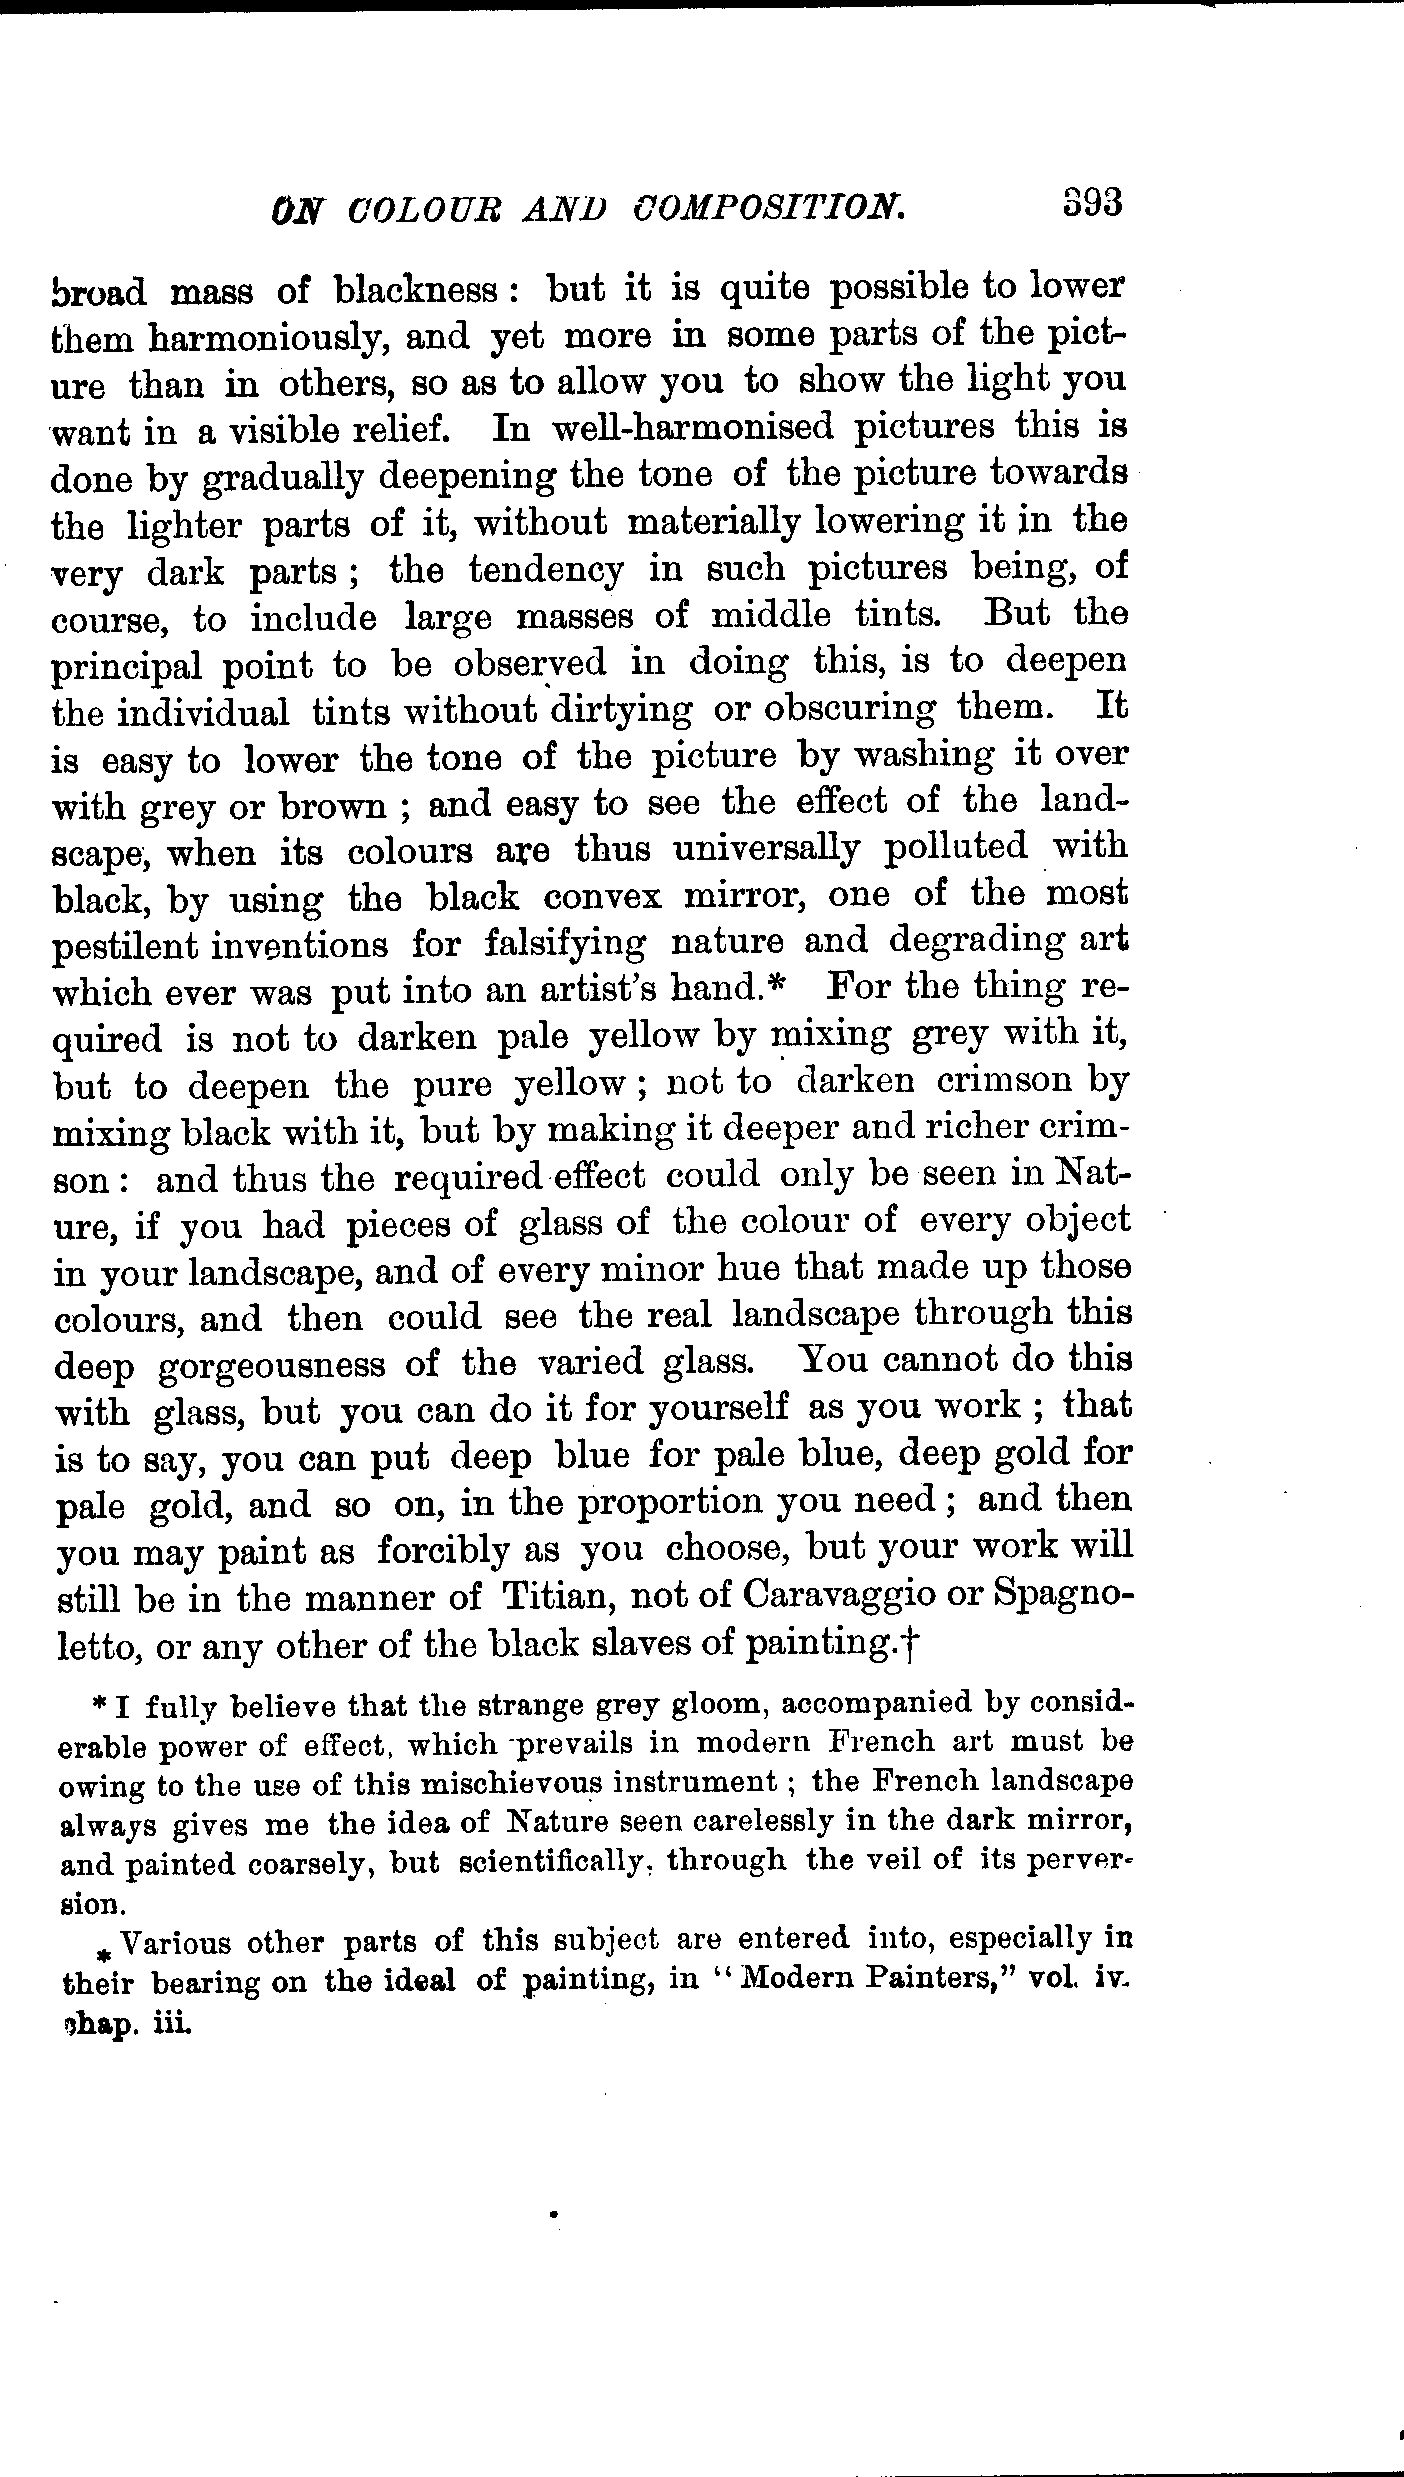 ON COLOUR AND COMPOSITION. 393
broad mass of blackness : but it is quite possible to lower
them harmoniously, and yet more in some parts of the pict-
ure than in others, so as to allow you to show the light you
want in a visible relief. In well-harmonised pictures this is
done by gradually deepening the tone of the picture towards
the lighter parts of it, without materially lowering it in the
very dark parts ; the tendency in such pictures being, of
course, to include large masses of middle tints. But the
principal point to be observed in doing this, is to deepen
the individual tints without dirtying or obscuring them. It
is easy to lower the tone of the picture by washing it over
with grey or brown ; and easy to see the effect of the land-
scape, when its colours are thus universally polluted with
black, by using the black convex mirror, one of the most
pestilent inventions for falsifying nature and degrading art
which ever was put into an artist's hand.* For the thing re-
quired is not to darken pale yellow by mixing grey with it,
but to deepen the pure yellow ; not to darken crimson by
mixing black with it, but by making it deeper and richer crim-
son : and thus the required effect could only be seen in Nat-
ure, if you had pieces of glass of the colour of every object
in your landscape, and of every minor hue that made up those
colours, and then could see the real landscape through this
deep gorgeousness of the varied glass. You cannot do this
with glass, but you can do it for yourself as you work ; that
is to say, you can put deep blue for pale blue, deep gold for
pale gold, and so on, in the proportion you need ; and then
you may paint as forcibly as you choose, but your work will
still be in the manner of Titian, not of Caravaggio or Spagno-
letto, or any other of the black slaves of painting.†
* I fully believe that the strange grey gloom, accompanied by consid-
erable power of effect, which prevails in modern French art must be
owing to the use of this mischievous instrument ; the French landscape
always gives me the idea of Nature seen carelessly in the dark mirror,
and painted coarsely, but scientifically, through the veil of its perver-
sion.
* Various other parts of this subject are entered into, especially in
their bearing on the ideal of painting, in "Modern Painters," vol. iv.
chap. iii.